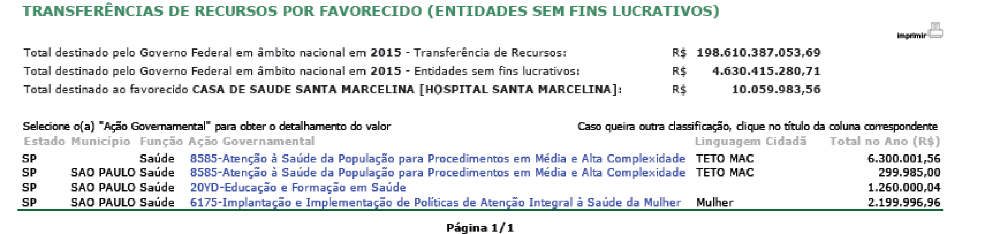 TRANSFERÊNCIAS DE RECURSOS POR FAVORECIDO (ENTIDADES SEM FINS LUCRATIVOS)
imprimir
Total destinado pelo Governo Federal em âmbito nacional em 2015 - Transferência de Recursos: R$ 198.610.387.053,69
Total destinado pelo Governo Federal em âmbito nacional em 2015 - Entidades sem fins lucrativos: R$ 4.630.415.280,71
Total destinado ao favorecido CASA DE SAUDE SANTA MARCELINA [HOSPITAL SANTA MARCELINA]: R$ 10.059.983,56
Selecione o(a) "Ação Governamental" para obter o detalhamento do valor Caso queira outra classificação, clique no título da coluna correspondente
Estado Município Função Ação Governamental Linguagem Cidadã Total no Ano (R$)
SP Saúde 8585-Atenção à Saúde da População para Procedimentos em Média e Alta Complexidade TETO MAC 6.300.001,56
SP SAO PAULO Saúde 8585-Atenção à Saúde da População para Procedimentos em Média e Alta Complexidade TETO MAC 299.985,00
SP SAO PAULO Saúde 20YD-Educação e Formação em Saúde 1.260.000,04
SP SAO PAULO Saúde 6175-Implantação e Implementação de Políticas de Atenção Integral à Saúde da Mulher Mulher 2.199.996,96
Página 1/1